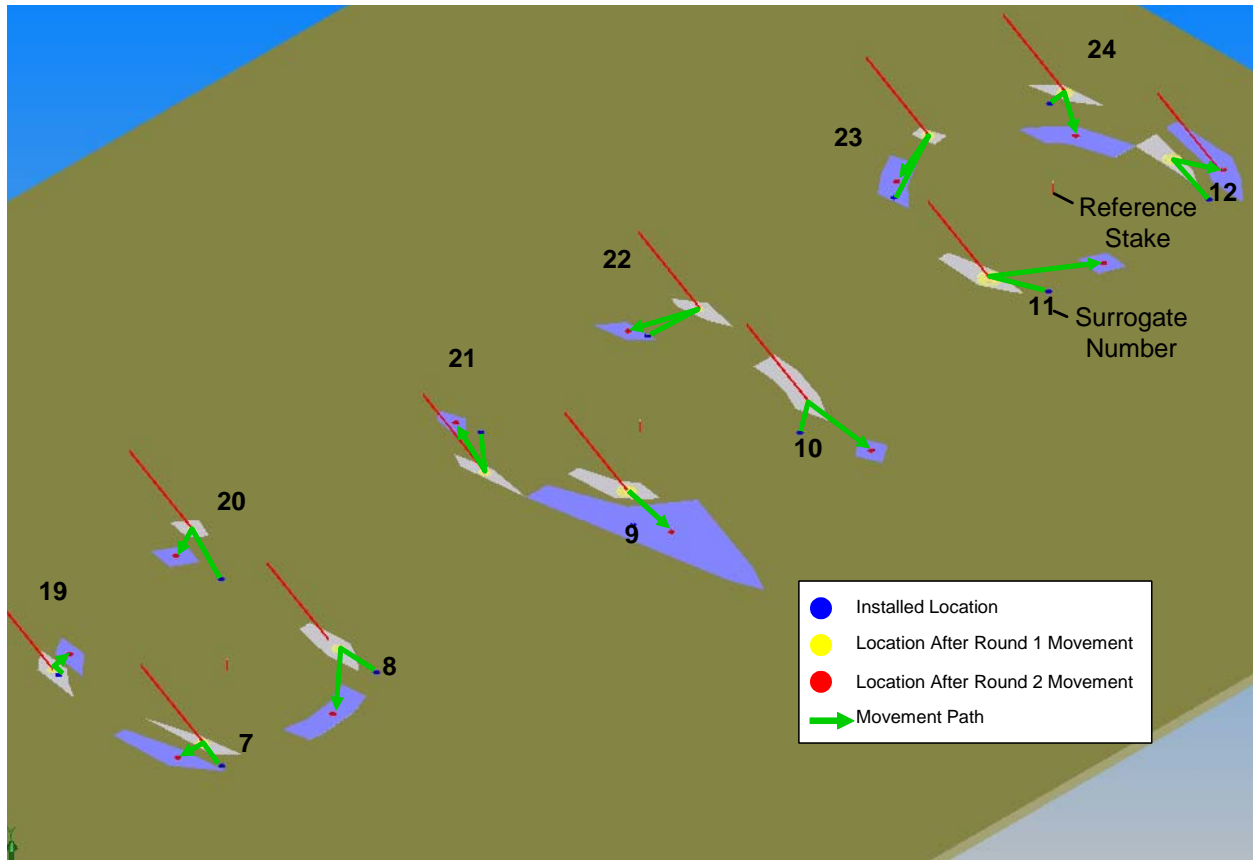 24
23
12
Reference
Stake
22
11
Surrogate
Number
21
10
20
9
19
8
7
Installed Location
Location After Round 1 Movement
Location After Round 2 Movement
Movement Path